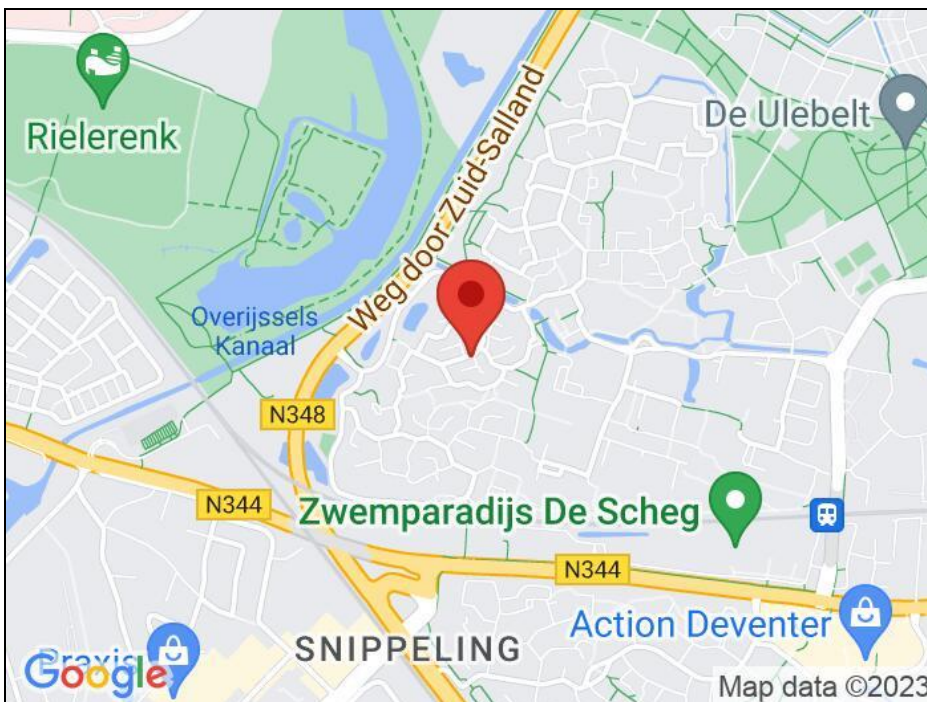 Rielerenk
De Ulebelt
Weg door Zuid-Salland
Overijssels
Kanaal
N348
N344
Zwemparadijs De Scheg
N344
Action Deventer
SNIPPELING
Praxis
Google
Map data ©2023